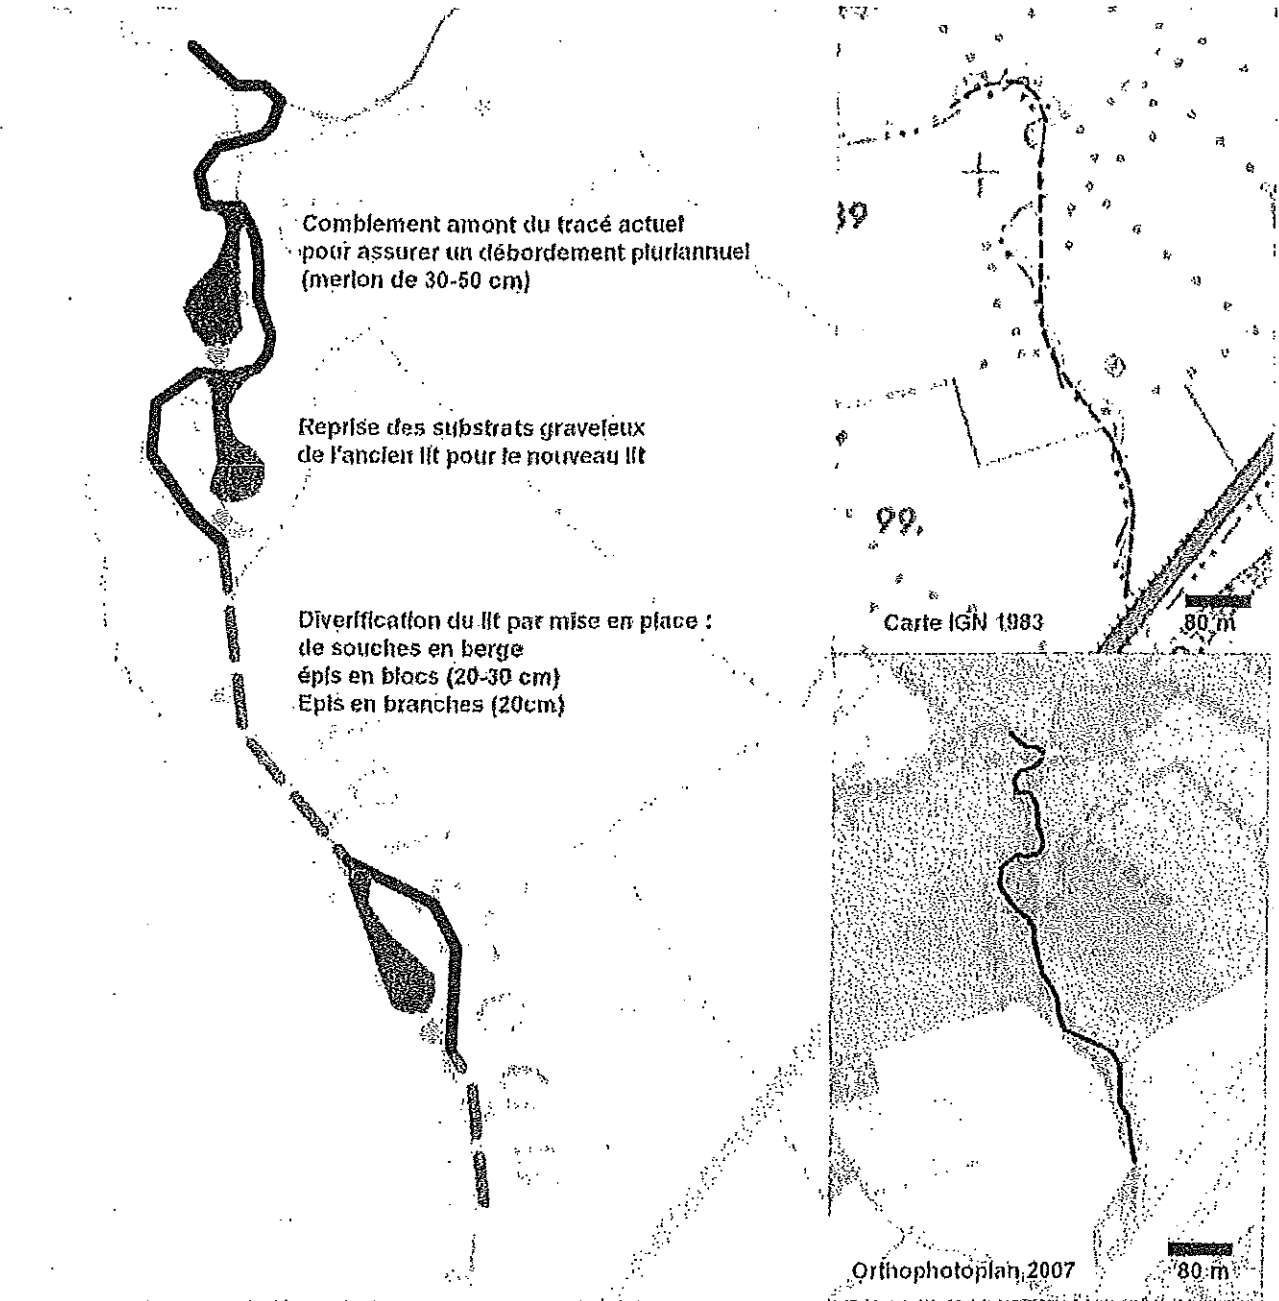 Comblement amont du tracé actuel
pour assurer un débordement pluriannuel
(merlon de 30-50 cm)
Reprise des substrats graveleux
de l'ancien lit pour le nouveau lit
Diverification du lit par mise en place :
de souches en berge
épis en blocs (20-30 cm)
Epis en branches (20cm)
39
99.
Carte IGN 1983
80 m
Orthophotoplan 2007
80 m